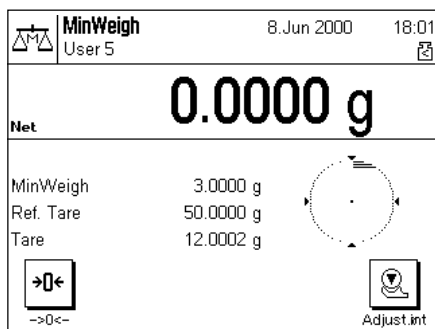 MinWeigh 8.Jun 2000 18:01
User 5
0.0000 g
Net
MinWeigh 3.0000 g
Ref. Tare 50.0000 g
Tare 12.0002 g
→0←
->0<- Adjust.int